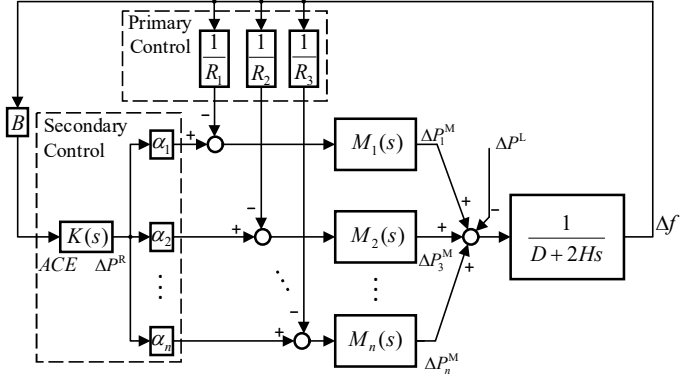 Primary
Control
1/R₁
1/R₂
1/R₃
B
Secondary
Control
α₁
α₂
⋮
αₙ
K(s)
ACE
ΔPᴿ
−
−
−
+
+
+
⋱
M₁(s)
M₂(s)
⋮
Mₙ(s)
ΔP₁ᴹ
ΔP₃ᴹ
ΔPₙᴹ
ΔPᴸ
+
+
+
−
1/(D + 2Hs)
Δf